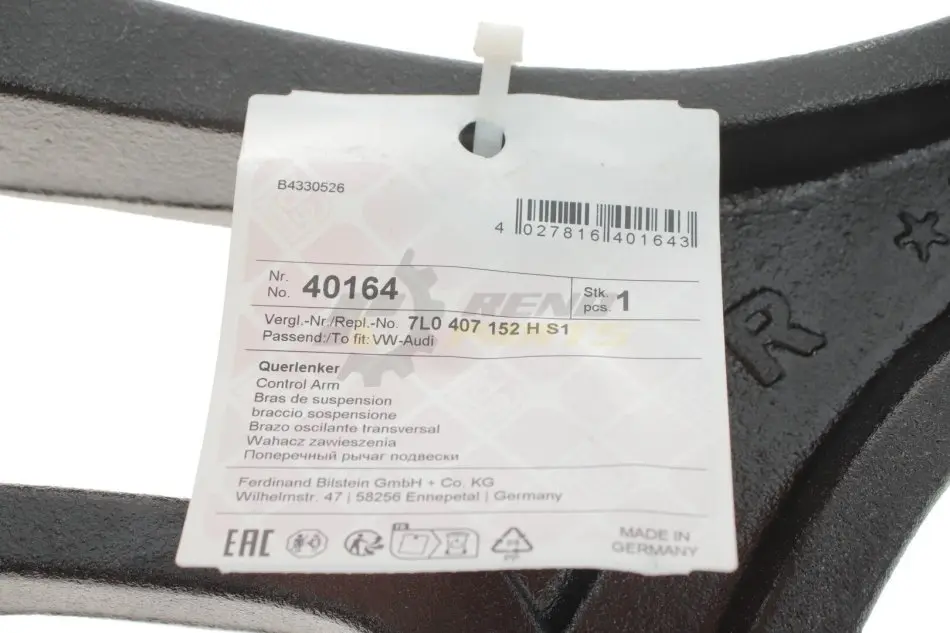 B4330526
4 027816 401643
Nr.
No. 40164
Stk.
pcs. 1
Vergl.-Nr./Repl.-No. 7L0 407 152 H S1
Passend:/To fit: VW-Audi
Querlenker
Control Arm
Bras de suspension
braccio sospensione
Brazo oscilante transversal
Wahacz zawieszenia
Поперечный рычаг подвески
Ferdinand Bilstein GmbH + Co. KG
Wilhelmstr. 47 | 58256 Ennepetal | Germany
EAC
PP
MADE IN
GERMANY
R